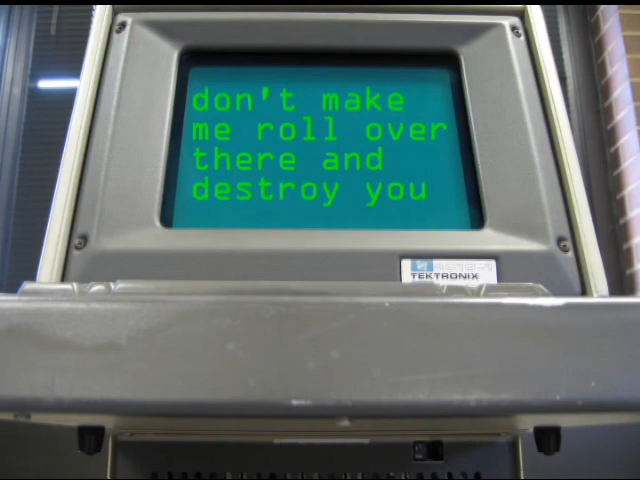 don't make
me roll over
there and
destroy you
TEKTRONIX